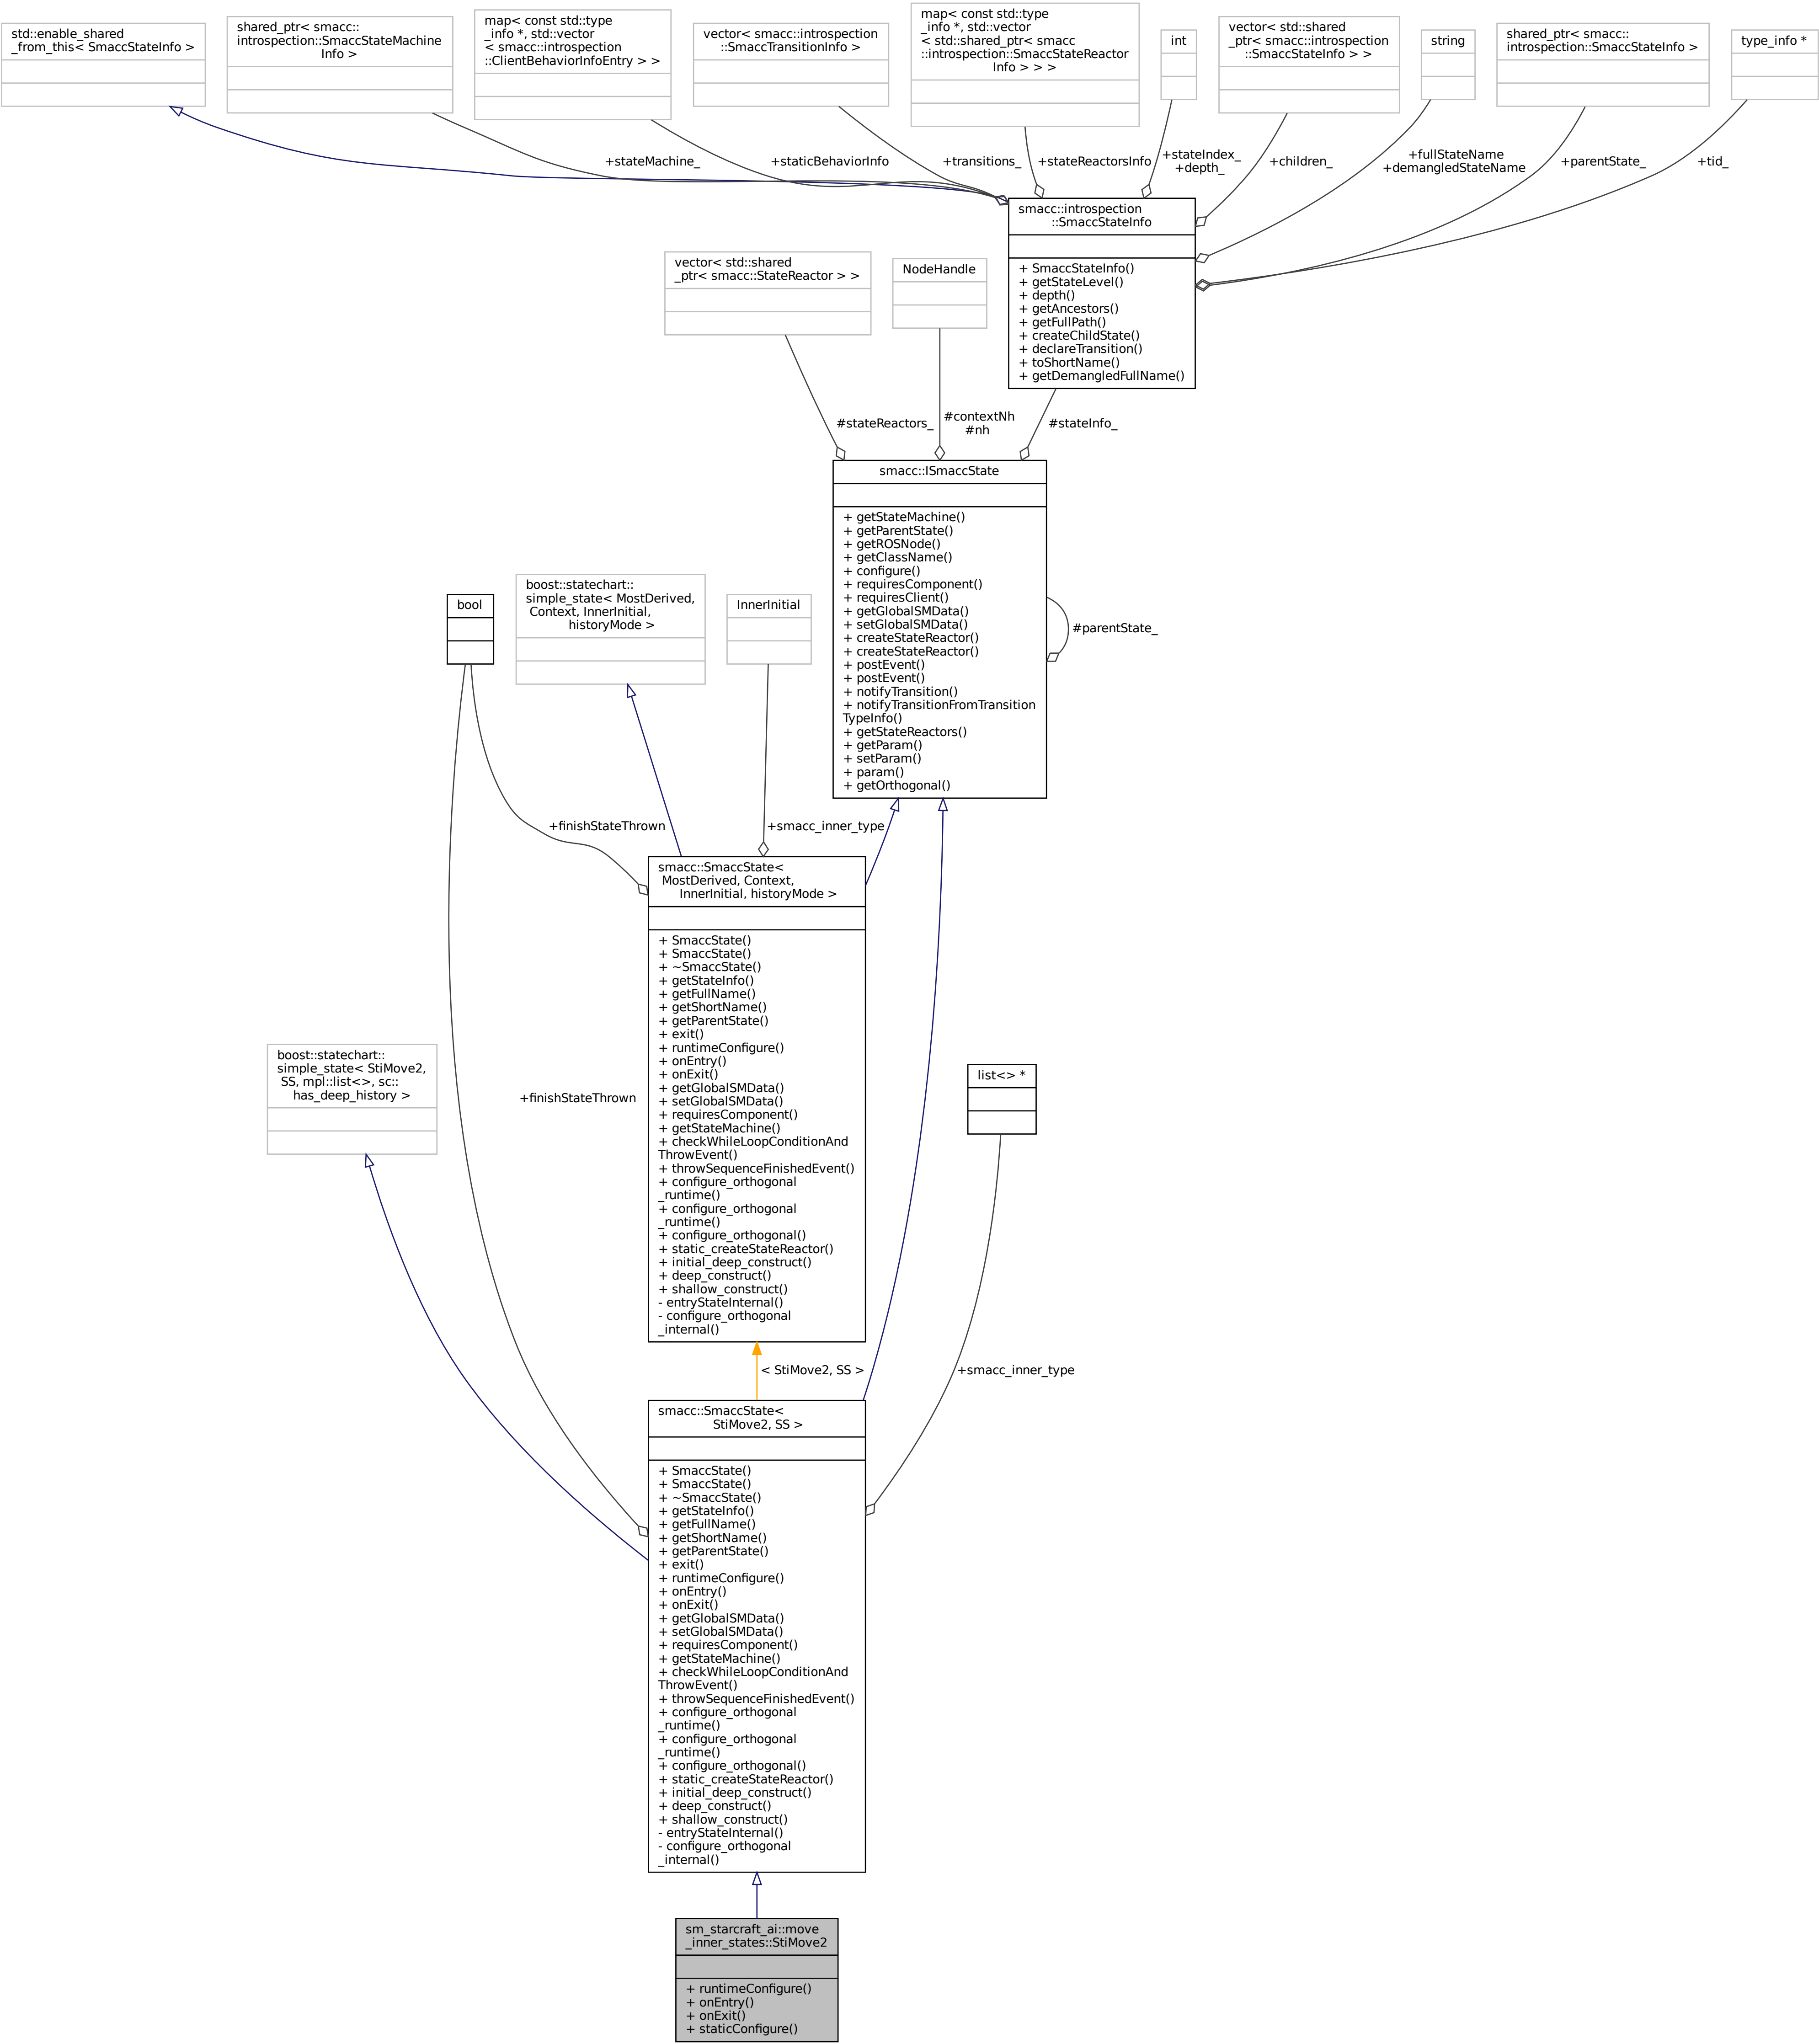 std::enable_shared
_from_this< SmaccStateInfo >
shared_ptr< smacc::
introspection::SmaccStateMachine
Info >
map< const std::type
_info *, std::vector
< smacc::introspection
::ClientBehaviorInfoEntry > >
vector< smacc::introspection
::SmaccTransitionInfo >
map< const std::type
_info *, std::vector
< std::shared_ptr< smacc
::introspection::SmaccStateReactor
Info > > >
int
vector< std::shared
_ptr< smacc::introspection
::SmaccStateInfo > >
string
shared_ptr< smacc::
introspection::SmaccStateInfo >
type_info *
+stateMachine_
+staticBehaviorInfo
+transitions_
+stateReactorsInfo
+stateIndex_
+depth_
+children_
+fullStateName
+demangledStateName
+parentState_
+tid_
smacc::introspection
::SmaccStateInfo
+ SmaccStateInfo()
+ getStateLevel()
+ depth()
+ getAncestors()
+ getFullPath()
+ createChildState()
+ declareTransition()
+ toShortName()
+ getDemangledFullName()
vector< std::shared
_ptr< smacc::StateReactor > >
NodeHandle
#stateReactors_
#contextNh
#nh
#stateInfo_
smacc::ISmaccState
+ getStateMachine()
+ getParentState()
+ getROSNode()
+ getClassName()
+ configure()
+ requiresComponent()
+ requiresClient()
+ getGlobalSMData()
+ setGlobalSMData()
+ createStateReactor()
+ createStateReactor()
+ postEvent()
+ postEvent()
+ notifyTransition()
+ notifyTransitionFromTransition
TypeInfo()
+ getStateReactors()
+ getParam()
+ setParam()
+ param()
+ getOrthogonal()
#parentState_
bool
boost::statechart::
simple_state< MostDerived,
Context, InnerInitial,
historyMode >
InnerInitial
+finishStateThrown
+smacc_inner_type
smacc::SmaccState<
MostDerived, Context,
InnerInitial, historyMode >
+ SmaccState()
+ SmaccState()
+ ~SmaccState()
+ getStateInfo()
+ getFullName()
+ getShortName()
+ getParentState()
+ exit()
+ runtimeConfigure()
+ onEntry()
+ onExit()
+ getGlobalSMData()
+ setGlobalSMData()
+ requiresComponent()
+ getStateMachine()
+ checkWhileLoopConditionAnd
ThrowEvent()
+ throwSequenceFinishedEvent()
+ configure_orthogonal
_runtime()
+ configure_orthogonal
_runtime()
+ configure_orthogonal()
+ static_createStateReactor()
+ initial_deep_construct()
+ deep_construct()
+ shallow_construct()
- entryStateInternal()
- configure_orthogonal
_internal()
boost::statechart::
simple_state< StiMove2,
SS, mpl::list<>, sc::
has_deep_history >
+finishStateThrown
list<> *
< StiMove2, SS >
+smacc_inner_type
smacc::SmaccState<
StiMove2, SS >
+ SmaccState()
+ SmaccState()
+ ~SmaccState()
+ getStateInfo()
+ getFullName()
+ getShortName()
+ getParentState()
+ exit()
+ runtimeConfigure()
+ onEntry()
+ onExit()
+ getGlobalSMData()
+ setGlobalSMData()
+ requiresComponent()
+ getStateMachine()
+ checkWhileLoopConditionAnd
ThrowEvent()
+ throwSequenceFinishedEvent()
+ configure_orthogonal
_runtime()
+ configure_orthogonal
_runtime()
+ configure_orthogonal()
+ static_createStateReactor()
+ initial_deep_construct()
+ deep_construct()
+ shallow_construct()
- entryStateInternal()
- configure_orthogonal
_internal()
sm_starcraft_ai::move
_inner_states::StiMove2
+ runtimeConfigure()
+ onEntry()
+ onExit()
+ staticConfigure()